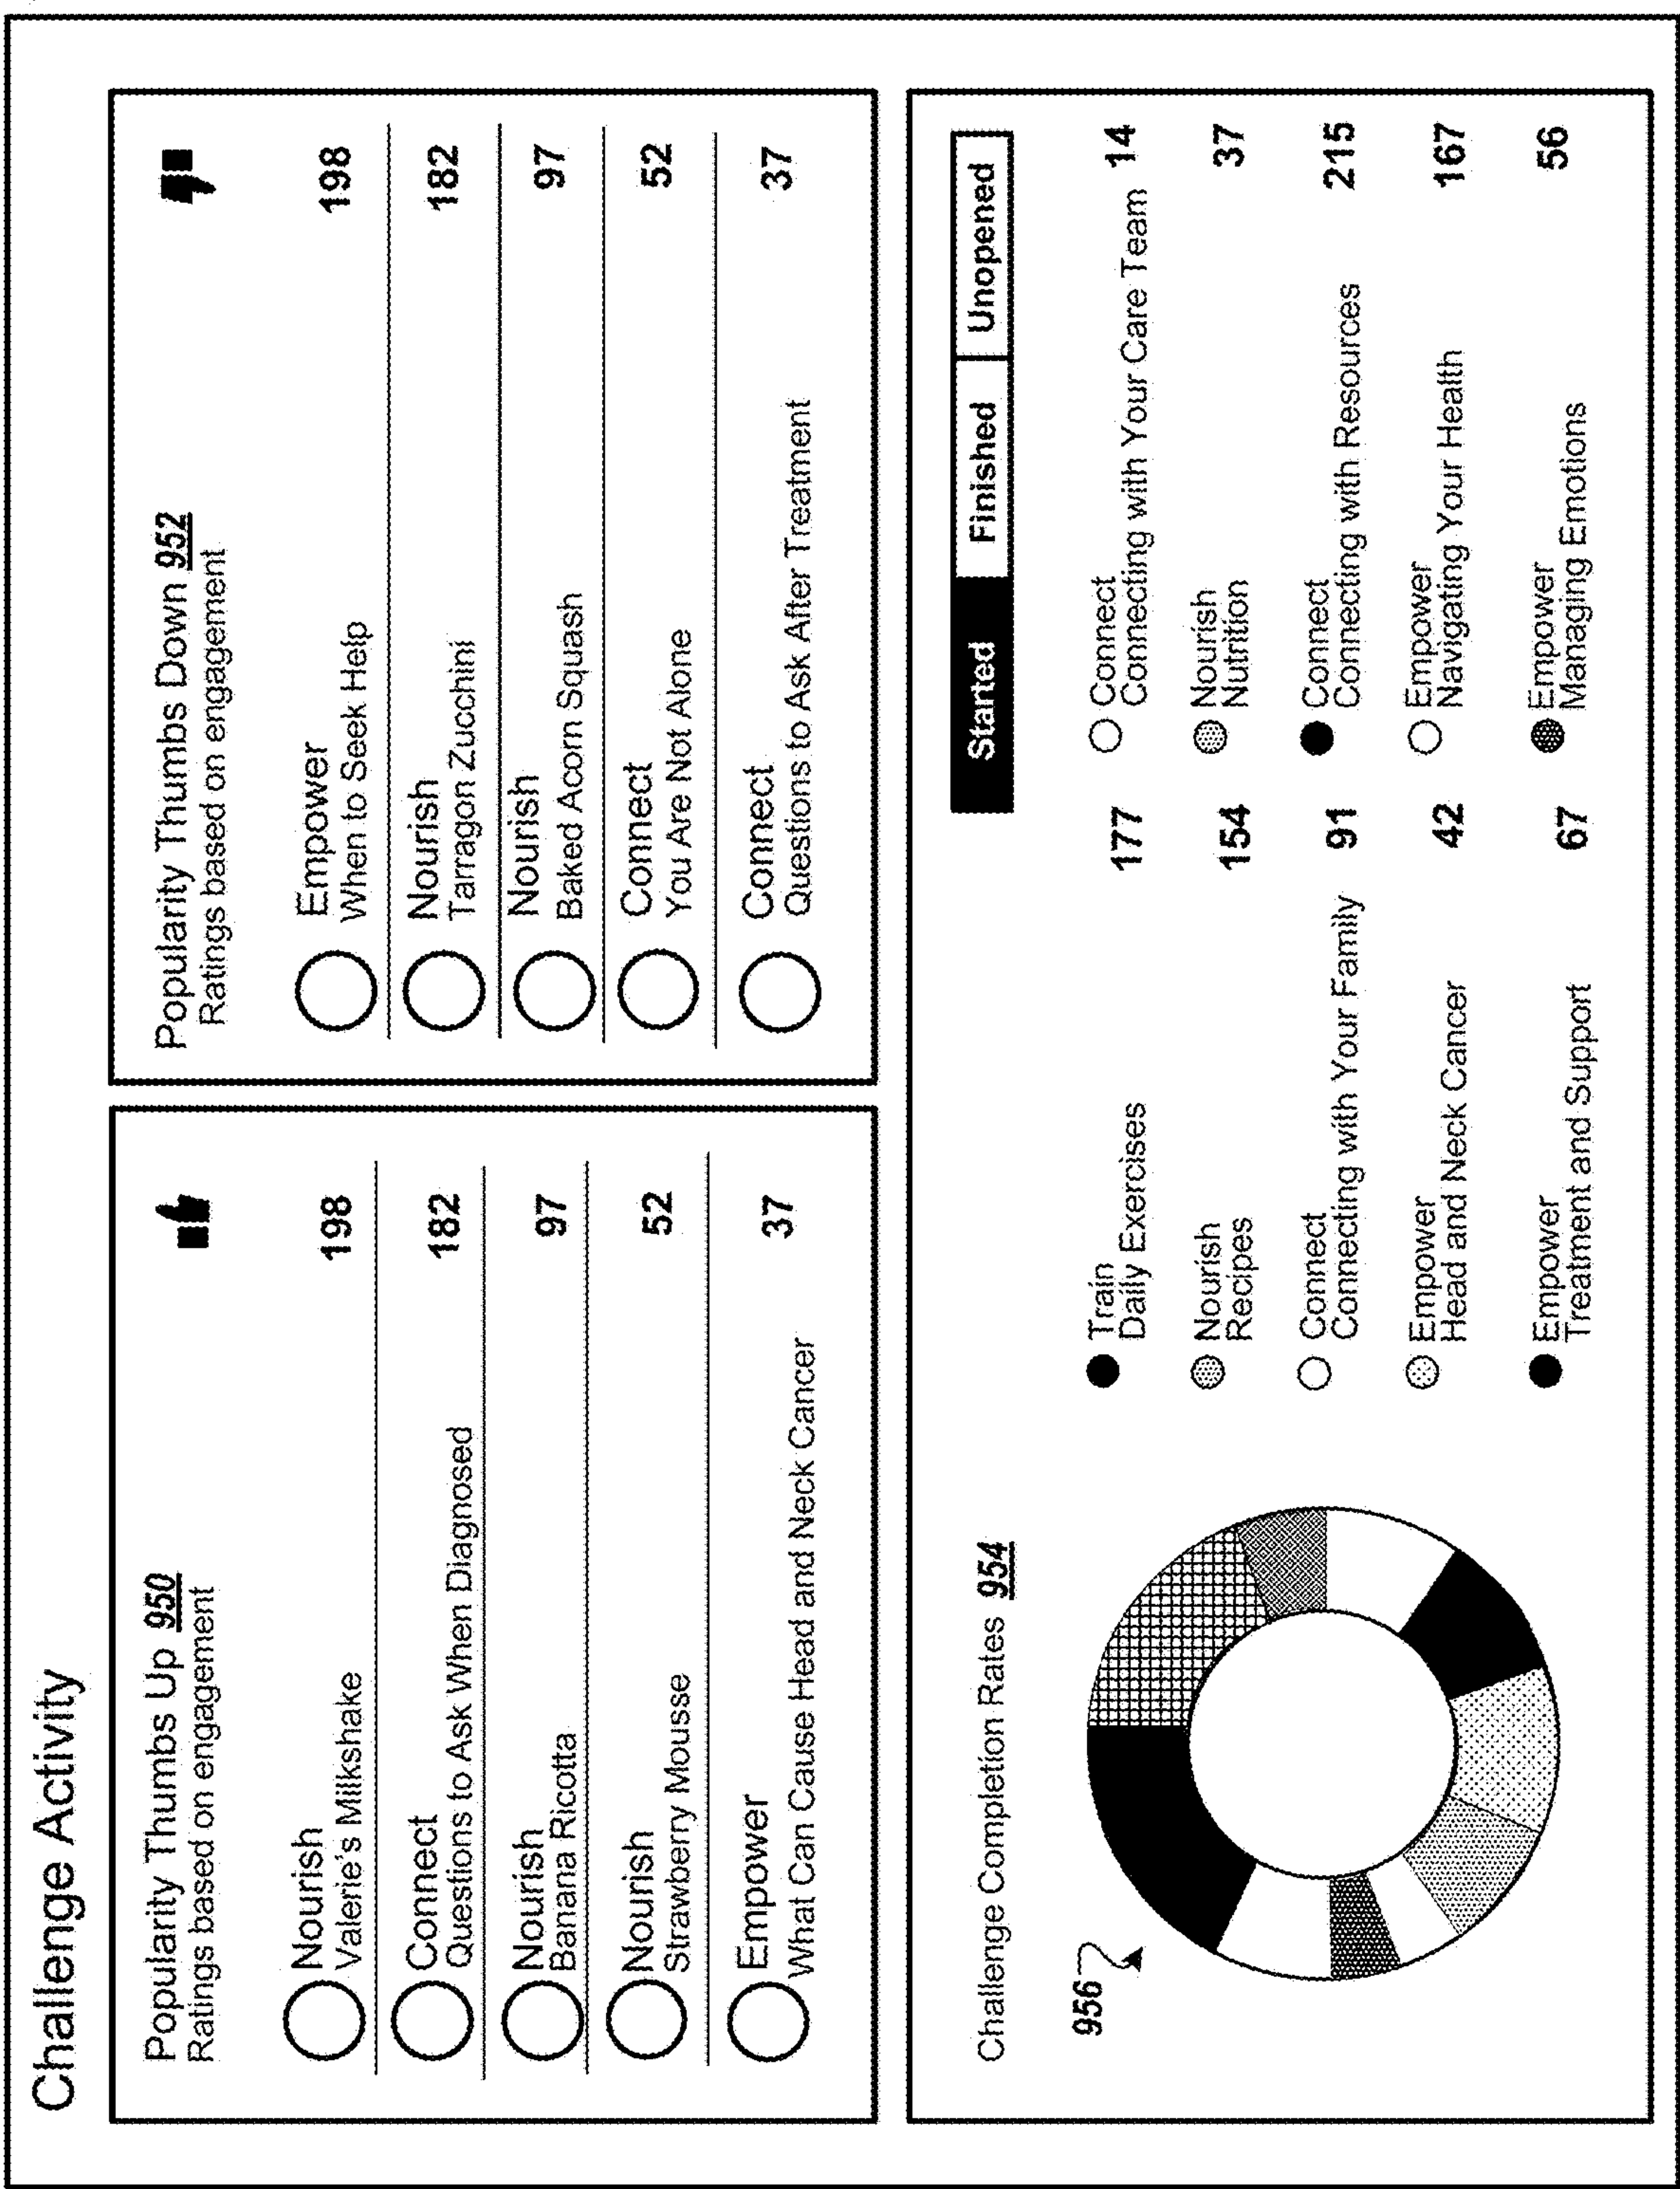 Challenge Activity
Popularity Thumbs Up 950
Ratings based on engagement
Nourish
Valerie's Milkshake
198
Connect
Questions to Ask When Diagnosed
182
Nourish
Banana Ricotta
97
Nourish
Strawberry Mousse
52
Empower
What Can Cause Head and Neck Cancer
37
Popularity Thumbs Down 952
Ratings based on engagement
Empower
When to Seek Help
198
Nourish
Tarragon Zucchini
182
Nourish
Baked Acorn Squash
97
Connect
You Are Not Alone
52
Connect
Questions to Ask After Treatment
37
Challenge Completion Rates 954
Started Finished Unopened
956
Train
Daily Exercises
177
Nourish
Recipes
154
Connect
Connecting with Your Family
91
Empower
Head and Neck Cancer
42
Empower
Treatment and Support
67
Connect
Connecting with Your Care Team
14
Nourish
Nutrition
37
Connect
Connecting with Resources
215
Empower
Navigating Your Health
167
Empower
Managing Emotions
56